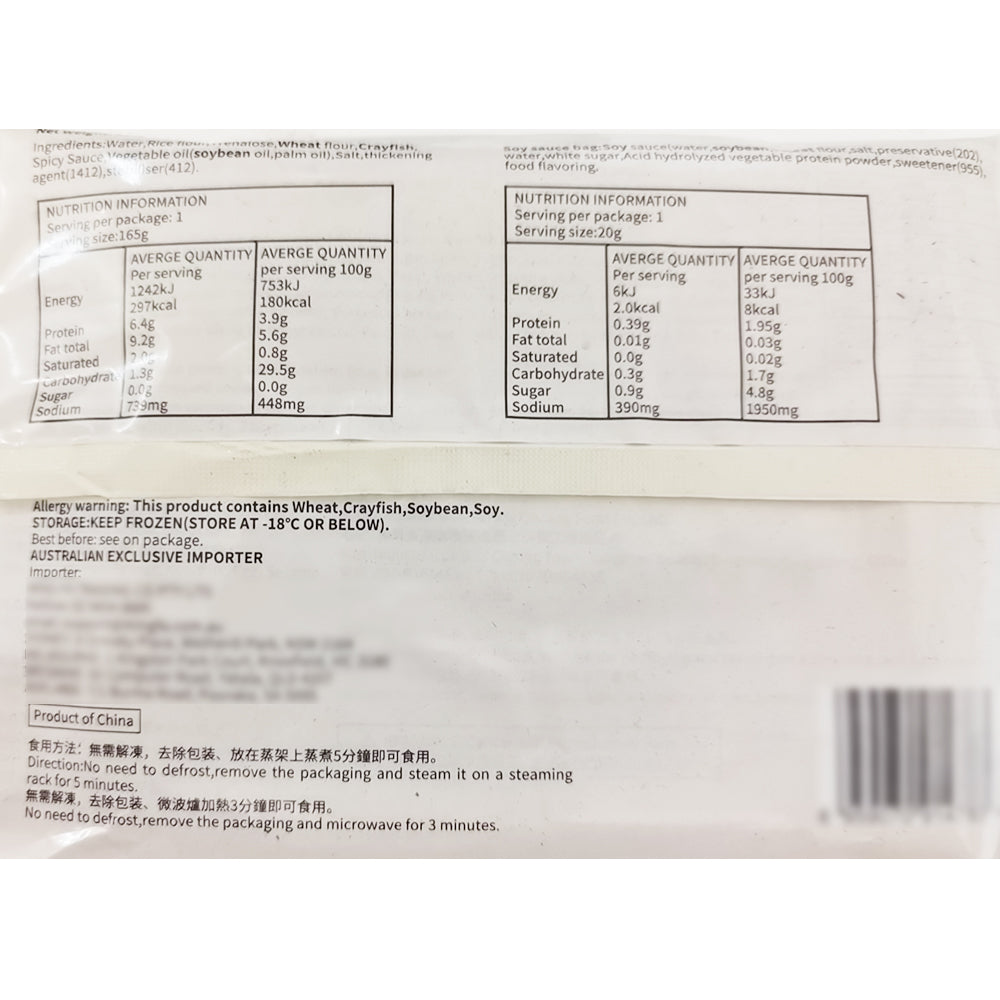 Net Weig
Ingredients:Water,Rice flour, Wheat flour,Crayfish,
Spicy Sauce,Vegetable oil(soybean oil,palm oil),Salt,thickening
agent(1412),stabiliser(412).
NUTRITION INFORMATION
Serving per package: 1
Serving size:165g
AVERGE QUANTITY AVERGE QUANTITY
Per serving per serving 100g
Energy 1242kJ 753kJ
297kcal 180kcal
Protein 6.4g 3.9g
Fat total 9.2g 5.6g
Saturated 2.0g 0.8g
Carbohydrate 1.3g 29.5g
Sugar 0.0g 0.0g
Sodium 739mg 448mg
Soy sauce bag:Soy sauce(water,soybean, flour,salt,preservative(202),
water,white sugar,Acid hydrolyzed vegetable protein powder,sweetener(955),
food flavoring.
NUTRITION INFORMATION
Serving per package: 1
Serving size:20g
AVERGE QUANTITY AVERGE QUANTITY
Per serving per serving 100g
Energy 6kJ 33kJ
2.0kcal 8kcal
Protein 0.39g 1.95g
Fat total 0.01g 0.03g
Saturated 0.0g 0.02g
Carbohydrate 0.3g 1.7g
Sugar 0.9g 4.8g
Sodium 390mg 1950mg
Allergy warning: This product contains Wheat,Crayfish,Soybean,Soy.
STORAGE:KEEP FROZEN(STORE AT -18°C OR BELOW).
Best before: see on package.
AUSTRALIAN EXCLUSIVE IMPORTER
Importer:
Product of China
食用方法：無需解凍，去除包装、放在蒸架上蒸煮5分鐘即可食用。
Direction:No need to defrost,remove the packaging and steam it on a steaming
rack for 5 minutes.
無需解凍，去除包装、微波爐加熱3分鐘即可食用。
No need to defrost,remove the packaging and microwave for 3 minutes.